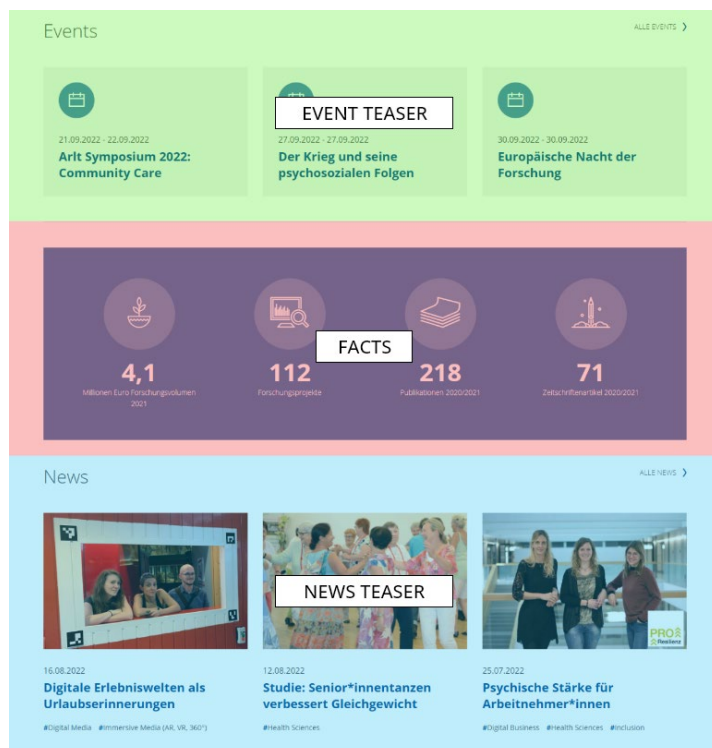 Events
ALLE EVENTS
EVENT TEASER
21.09.2022 - 22.09.2022
Arlt Symposium 2022:
Community Care
27.09.2022 - 27.09.2022
Der Krieg und seine
psychosozialen Folgen
30.09.2022 - 30.09.2022
Europäische Nacht der
Forschung
FACTS
4,1
Millionen Euro Forschungsvolumen
2021
112
Forschungsprojekte
218
Publikationen 2020/2021
71
Zeitschriftenartikel 2020/2021
News
ALLE NEWS
NEWS TEASER
PRO
Resilienz
16.08.2022
Digitale Erlebniswelten als
Urlaubserinnerungen
#Digital Media #Immersive Media (AR, VR, 360°)
12.08.2022
Studie: Senior*innentanzen
verbessert Gleichgewicht
#Health Sciences
25.07.2022
Psychische Stärke für
Arbeitnehmer*innen
#Digital Business #Health Sciences #Inclusion